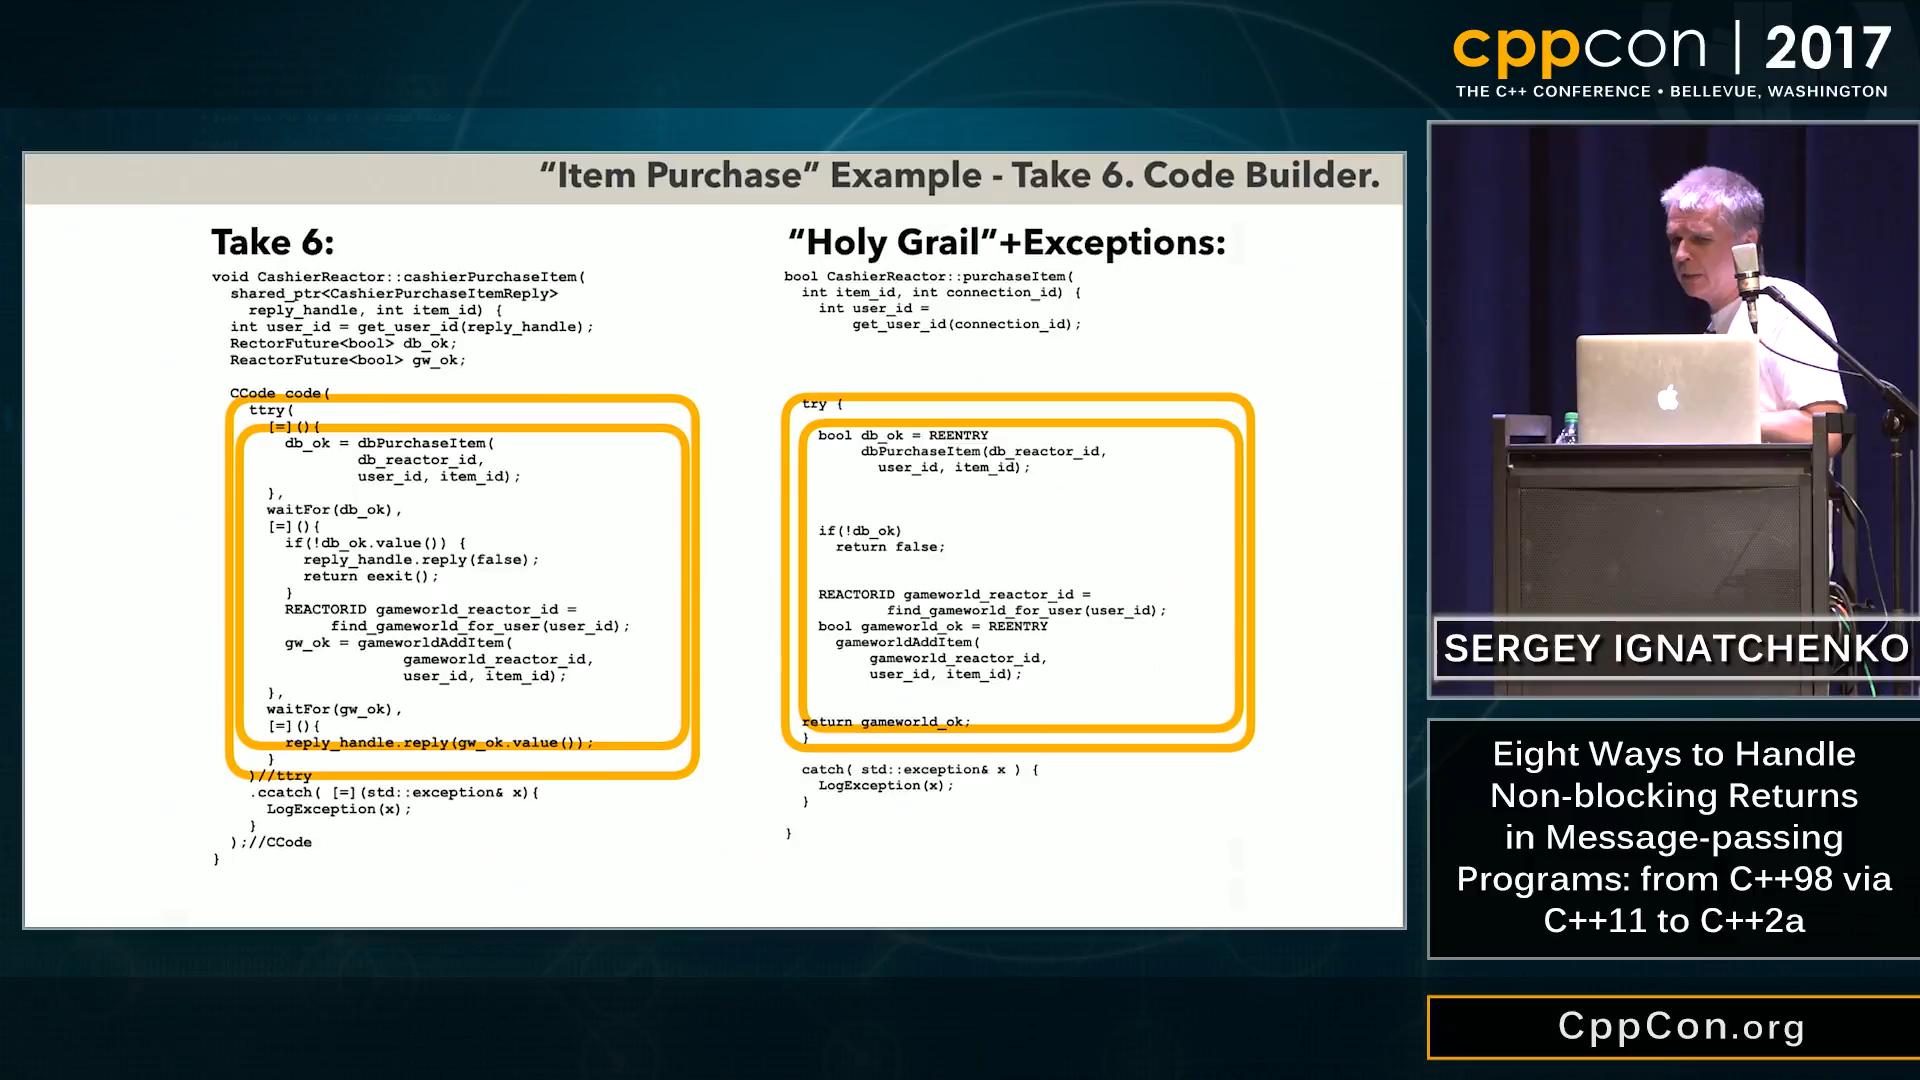 cppcon | 2017
THE C++ CONFERENCE • BELLEVUE, WASHINGTON
“Item Purchase” Example - Take 6. Code Builder.
Take 6:
void CashierReactor::cashierPurchaseItem(
shared_ptr<CashierPurchaseItemReply>
reply_handle, int item_id) {
int user_id = get_user_id(reply_handle);
RectorFuture<bool> db_ok;
ReactorFuture<bool> gw_ok;
CCode code(
ttry(
[=](){
db_ok = dbPurchaseItem(
db_reactor_id,
user_id, item_id);
},
waitFor(db_ok),
[=](){
if(!db_ok.value()) {
reply_handle.reply(false);
return eexit();
}
REACTORID gameworld_reactor_id =
find_gameworld_for_user(user_id);
gw_ok = gameworldAddItem(
gameworld_reactor_id,
user_id, item_id);
},
waitFor(gw_ok),
[=](){
reply_handle.reply(gw_ok.value());
}
)//ttry
.ccatch( [=](std::exception& x){
LogException(x);
}
);//CCode
}
“Holy Grail”+Exceptions:
bool CashierReactor::purchaseItem(
int item_id, int connection_id) {
int user_id =
get_user_id(connection_id);
try {
bool db_ok = REENTRY
dbPurchaseItem(db_reactor_id,
user_id, item_id);
if(!db_ok)
return false;
REACTORID gameworld_reactor_id =
find_gameworld_for_user(user_id);
bool gameworld_ok = REENTRY
gameworldAddItem(
gameworld_reactor_id,
user_id, item_id);
return gameworld_ok;
}
catch( std::exception& x ) {
LogException(x);
}
}
SERGEY IGNATCHENKO
Eight Ways to Handle
Non-blocking Returns
in Message-passing
Programs: from C++98 via
C++11 to C++2a
CppCon.org